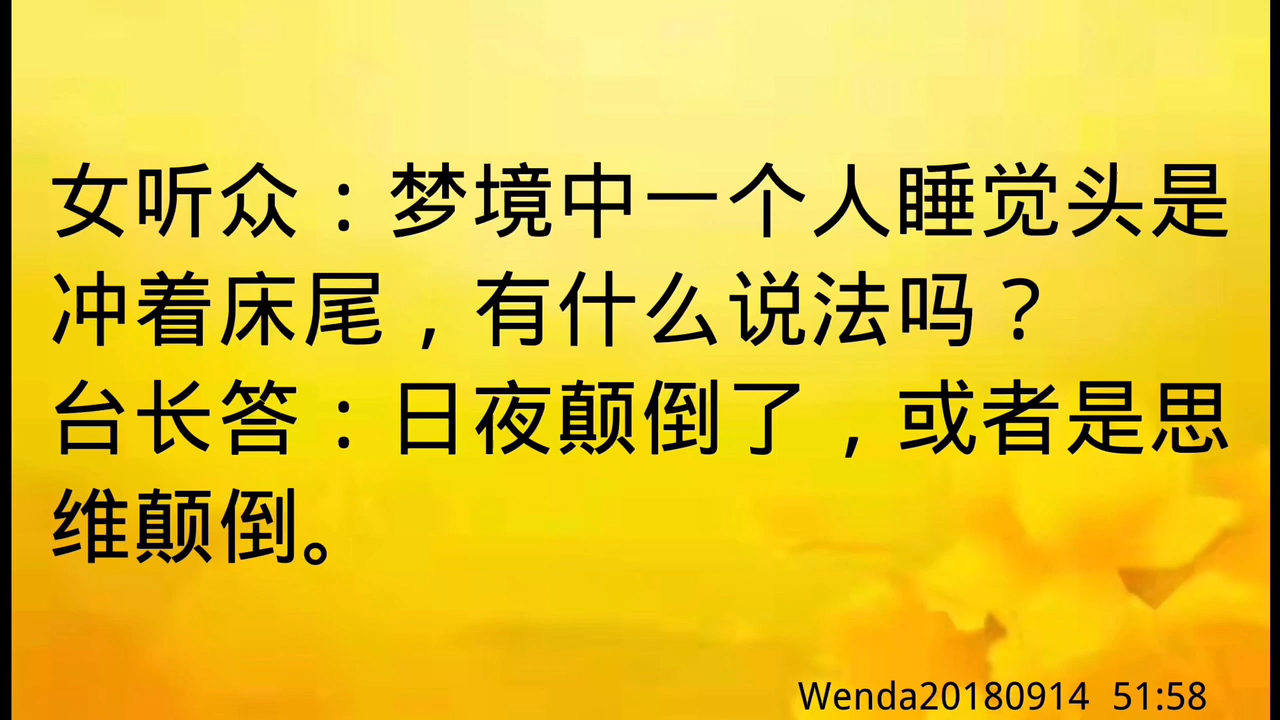 女听众：梦境中一个人睡觉头是
冲着床尾，有什么说法吗？
台长答：日夜颠倒了，或者是思
维颠倒。
Wenda20180914 51:58